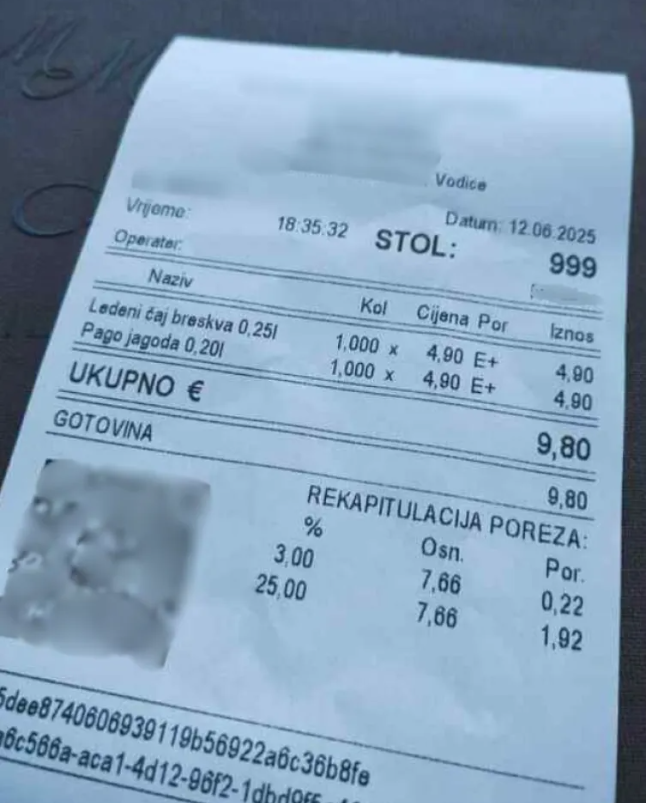 Vodice
Vrijeme: 18:35:32 Datum: 12.06.2025
Operater: STOL: 999
Naziv Kol Cijena Por Iznos
Ledeni čaj breskva 0,25l 1,000 x 4,90 E+ 4,90
Pago jagoda 0,20l 1,000 x 4,90 E+ 4,90
UKUPNO € 9,80
GOTOVINA 9,80
REKAPITULACIJA POREZA:
% Osn. Por.
3,00 7,66 0,22
25,00 7,66 1,92
5dee8740606939119b56922a6c36b8fe
a6c566a-aca1-4d12-96f2-1dbd9f5